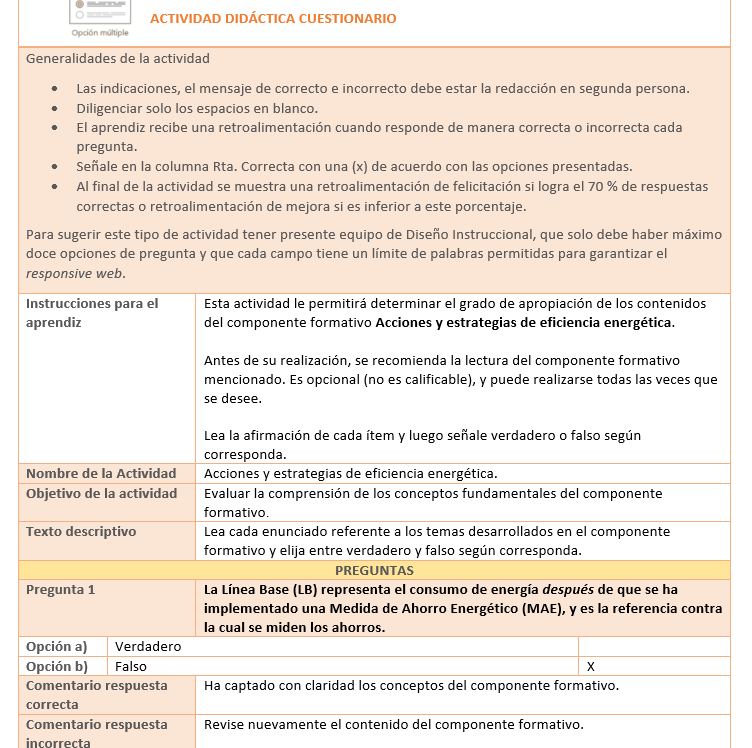 Opción múltiple
ACTIVIDAD DIDÁCTICA CUESTIONARIO
Generalidades de la actividad
• Las indicaciones, el mensaje de correcto e incorrecto debe estar la redacción en segunda persona.
• Diligenciar solo los espacios en blanco.
• El aprendiz recibe una retroalimentación cuando responde de manera correcta o incorrecta cada
pregunta.
• Señale en la columna Rta. Correcta con una (x) de acuerdo con las opciones presentadas.
• Al final de la actividad se muestra una retroalimentación de felicitación si logra el 70 % de respuestas
correctas o retroalimentación de mejora si es inferior a este porcentaje.
Para sugerir este tipo de actividad tener presente equipo de Diseño Instruccional, que solo debe haber máximo
doce opciones de pregunta y que cada campo tiene un límite de palabras permitidas para garantizar el
responsive web.
Instrucciones para el
aprendiz
Esta actividad le permitirá determinar el grado de apropiación de los contenidos
del componente formativo Acciones y estrategias de eficiencia energética.
Antes de su realización, se recomienda la lectura del componente formativo
mencionado. Es opcional (no es calificable), y puede realizarse todas las veces que
se desee.
Lea la afirmación de cada ítem y luego señale verdadero o falso según
corresponda.
Nombre de la Actividad
Acciones y estrategias de eficiencia energética.
Objetivo de la actividad
Evaluar la comprensión de los conceptos fundamentales del componente
formativo.
Texto descriptivo
Lea cada enunciado referente a los temas desarrollados en el componente
formativo y elija entre verdadero y falso según corresponda.
PREGUNTAS
Pregunta 1
La Línea Base (LB) representa el consumo de energía después de que se ha
implementado una Medida de Ahorro Energético (MAE), y es la referencia contra
la cual se miden los ahorros.
Opción a) Verdadero
Opción b) Falso X
Comentario respuesta
correcta
Ha captado con claridad los conceptos del componente formativo.
Comentario respuesta
incorrecta
Revise nuevamente el contenido del componente formativo.